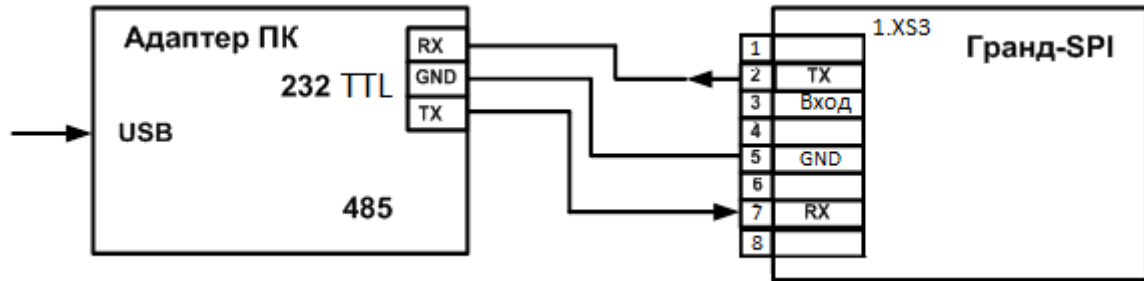 Адаптер ПК
232 TTL
USB
485
RX
GND
TX
1.XS3
Гранд-SPI
1
2 TX
3 Вход
4
5 GND
6
7 RX
8